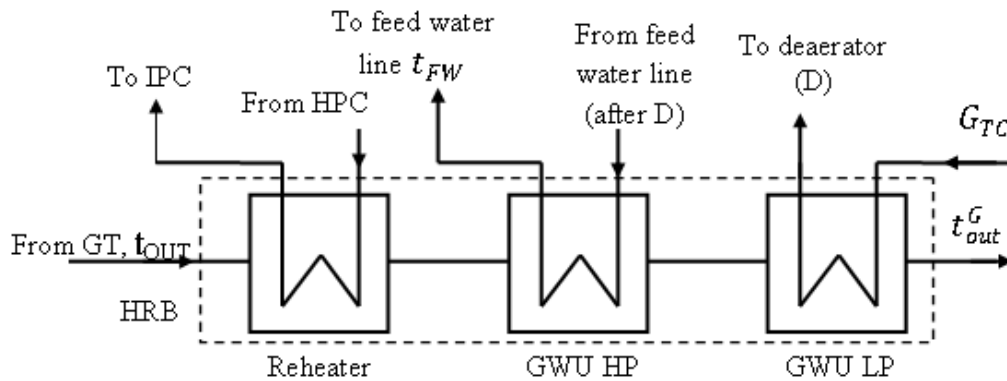 To feed water
line t_FW
From feed
water line
(after D)
To deaerator
(D)
To IPC
From HPC
G_TC
From GT, t_OUT
t^G_out
HRB
Reheater
GWU HP
GWU LP